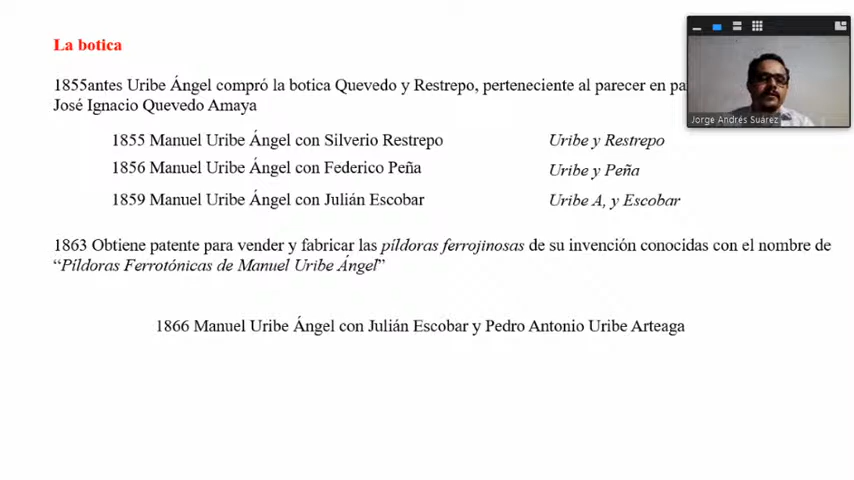 La botica
1855antes Uribe Ángel compró la botica Quevedo y Restrepo, perteneciente al parecer en
José Ignacio Quevedo Amaya
Jorge Andrés Suárez
1855 Manuel Uribe Ángel con Silverio Restrepo Uribe y Restrepo
1856 Manuel Uribe Ángel con Federico Peña Uribe y Peña
1859 Manuel Uribe Ángel con Julián Escobar Uribe A, y Escobar
1863 Obtiene patente para vender y fabricar las píldoras ferrojinosas de su invención conocidas con el nombre de
“Píldoras Ferrotónicas de Manuel Uribe Ángel”
1866 Manuel Uribe Ángel con Julián Escobar y Pedro Antonio Uribe Arteaga